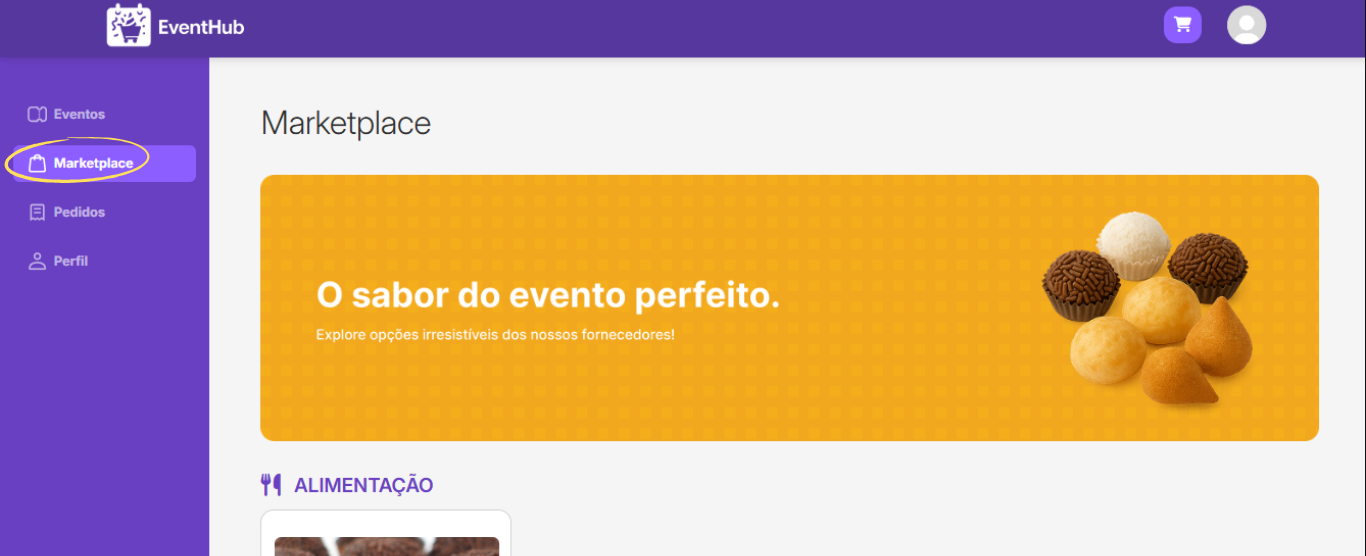 EventHub
Eventos
Marketplace
Pedidos
Perfil
Marketplace
O sabor do evento perfeito.
Explore opções irresistíveis dos nossos fornecedores!
ALIMENTAÇÃO